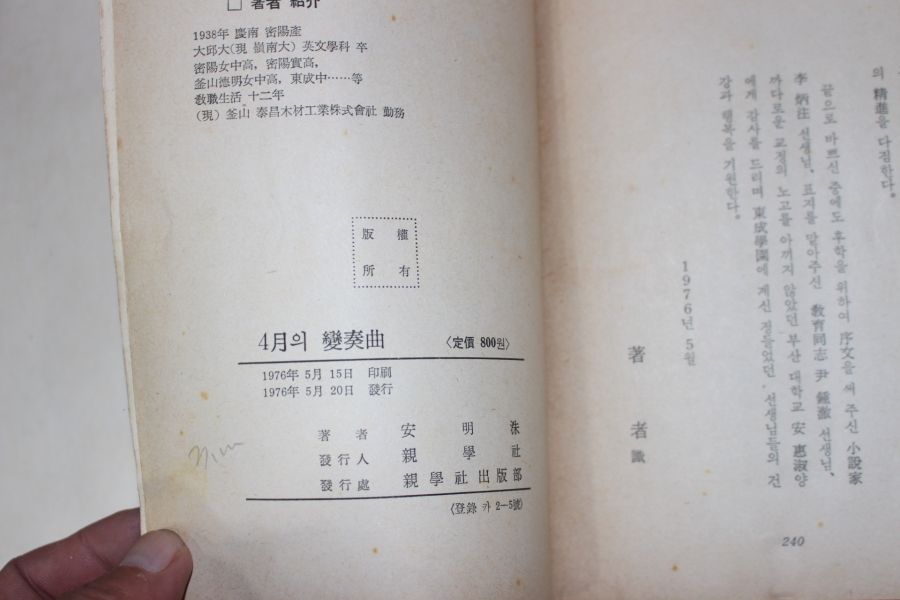 □ 著者 紹介
1938年 慶南 密陽產
大邱大(現 嶺南大) 英文學科 卒
密陽女中高, 密陽實高,
釜山德明女中高, 東成中……等
敎職生活 十二年
(現) 釜山 泰昌木材工業株式會社 勤務
版 權
所 有
4月의 變奏曲 〈定價 800원〉
1976年 5月 15日 印刷
1976年 5月 20日 發行
著 者 安 明 洙
發行人 親 學 社
發行處 親學社出版部
〈登錄 카 2—5號〉
의 精進을 다짐한다.
끝으로 바쁘신 중에도 후학을 위하여 序文을 써 주신 小說家
李 炳注 선생님, 표지를 맡아주신 敎育同志 尹 鍾澈 선생님,
까다로운 교정의 노고를 아끼지 않았던 부산 대학교 安 惠淑양
에게 감사를 드리며 東成學園에 계신 정들었던 선생님들의 건
강과 행복을 기원한다.
1976년 5월
著 者 識
240